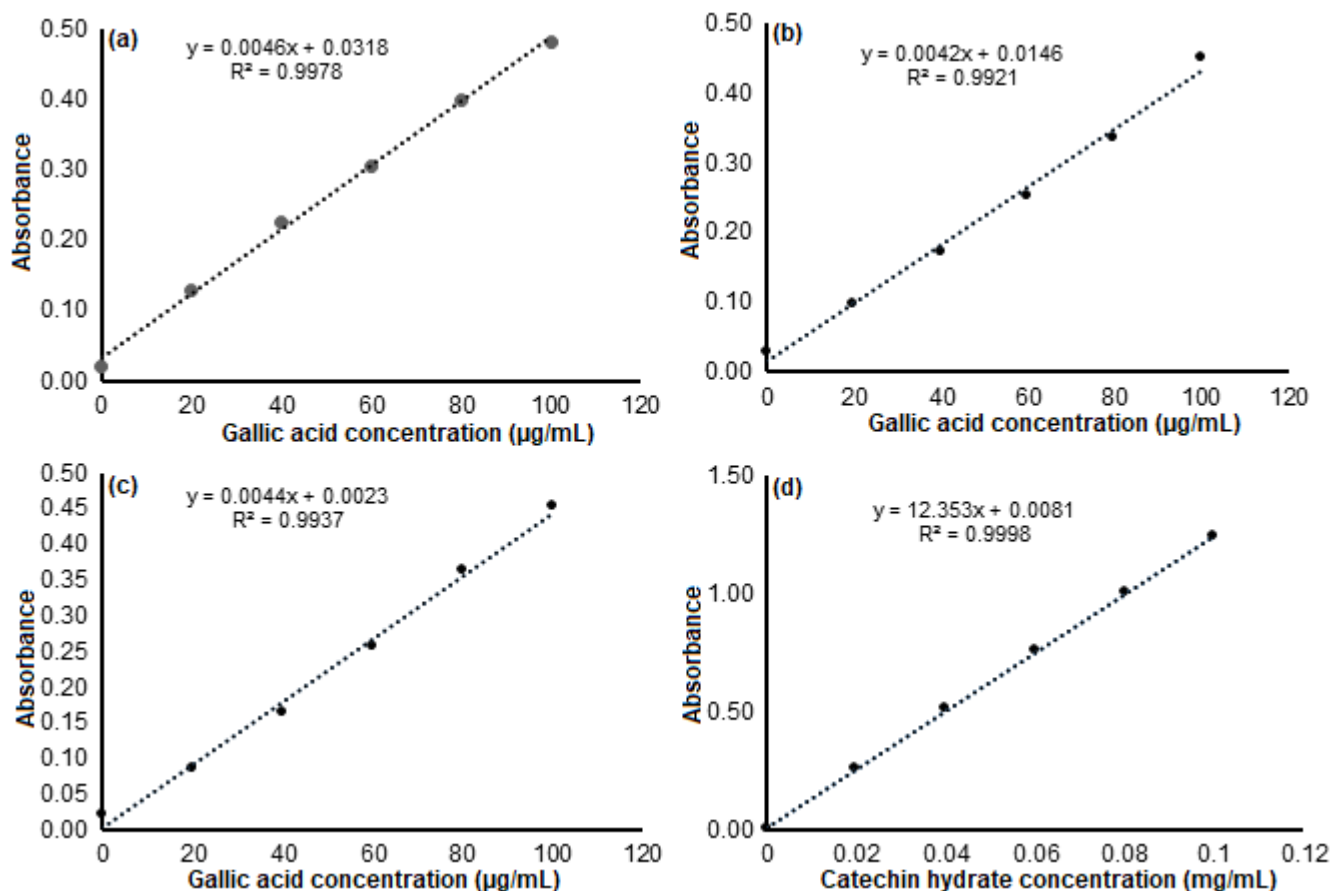 (a)
y = 0.0046x + 0.0318
R² = 0.9978
0.50
0.40
0.30
0.20
0.10
0.00
Absorbance
0 20 40 60 80 100 120
Gallic acid concentration (µg/mL)
(b)
y = 0.0042x + 0.0146
R² = 0.9921
0.50
0.40
0.30
0.20
0.10
0.00
Absorbance
0 20 40 60 80 100 120
Gallic acid concentration (µg/mL)
(c)
y = 0.0044x + 0.0023
R² = 0.9937
0.50
0.45
0.40
0.35
0.30
0.25
0.20
0.15
0.10
0.05
0.00
Absorbance
0 20 40 60 80 100 120
Gallic acid concentration (µg/mL)
(d)
y = 12.353x + 0.0081
R² = 0.9998
1.50
1.00
0.50
0.00
Absorbance
0 0.02 0.04 0.06 0.08 0.1 0.12
Catechin hydrate concentration (mg/mL)